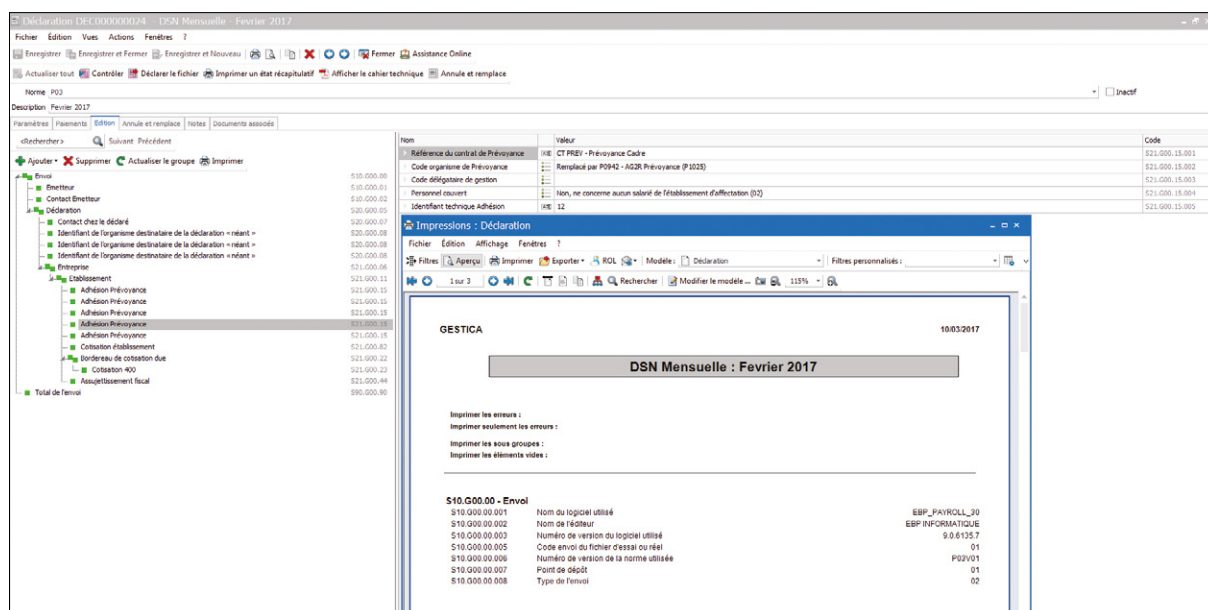 Déclaration DEC000000024 - DSN Mensuelle - Fevrier 2017
Fichier Édition Vues Actions Fenêtres ?
Enregistrer Enregistrer et Fermer Enregistrer et Nouveau Fermer Assistance Online
Actualiser tout Contrôler Déclarer le fichier Imprimer un état récapitulatif Afficher le cahier technique Annule et remplace
Norme P03 Inactif
Description Fevrier 2017
Paramètres Paiements Edition Annule et remplace Notes Documents associés
<Rechercher> Suivant Précédent
Ajouter Supprimer Actualiser le groupe Imprimer
Envoi S10.G00.00
Emetteur S10.G00.01
Contact Emetteur S10.G00.02
Déclaration S20.G00.05
Contact chez le déclaré S20.G00.07
Identifiant de l'organisme destinataire de la déclaration « néant » S20.G00.08
Identifiant de l'organisme destinataire de la déclaration « néant » S20.G00.08
Identifiant de l'organisme destinataire de la déclaration « néant » S20.G00.08
Entreprise S21.G00.06
Etablissement S21.G00.11
Adhésion Prévoyance S21.G00.15
Adhésion Prévoyance S21.G00.15
Adhésion Prévoyance S21.G00.15
Adhésion Prévoyance S21.G00.15
Adhésion Prévoyance S21.G00.15
Cotisation établissement S21.G00.82
Bordereau de cotisation due S21.G00.22
Cotisation 400 S21.G00.23
Assujettissement fiscal S21.G00.44
Total de l'envoi S90.G00.90
Nom Valeur Code
Référence du contrat de Prévoyance CT PREV - Prévoyance Cadre S21.G00.15.001
Code organisme de Prévoyance Remplacé par P0942 - AG2R Prévoyance (P1025) S21.G00.15.002
Code délégataire de gestion S21.G00.15.003
Personnel couvert Non, ne concerne aucun salarié de l'établissement d'affectation (02) S21.G00.15.004
Identifiant technique Adhésion 12 S21.G00.15.005
Impressions : Déclaration
Fichier Édition Affichage Fenêtres ?
Filtres Aperçu Imprimer Exporter ROL Modèle : Déclaration Filtres personnalisés :
1 sur 3 Rechercher Modifier le modèle ... 115%
GESTICA 10/03/2017
DSN Mensuelle : Fevrier 2017
Imprimer les erreurs :
Imprimer seulement les erreurs :
Imprimer les sous groupes :
Imprimer les éléments vides :
S10.G00.00 - Envoi
S10.G00.00.001 Nom du logiciel utilisé EBP_PAYROLL_30
S10.G00.00.002 Nom de l'éditeur EBP INFORMATIQUE
S10.G00.00.003 Numéro de version du logiciel utilisé 9.0.6135.7
S10.G00.00.005 Code envoi du fichier d'essai ou réel 01
S10.G00.00.006 Numéro de version de la norme utilisée P03V01
S10.G00.00.007 Point de dépôt 01
S10.G00.00.008 Type de l'envoi 02